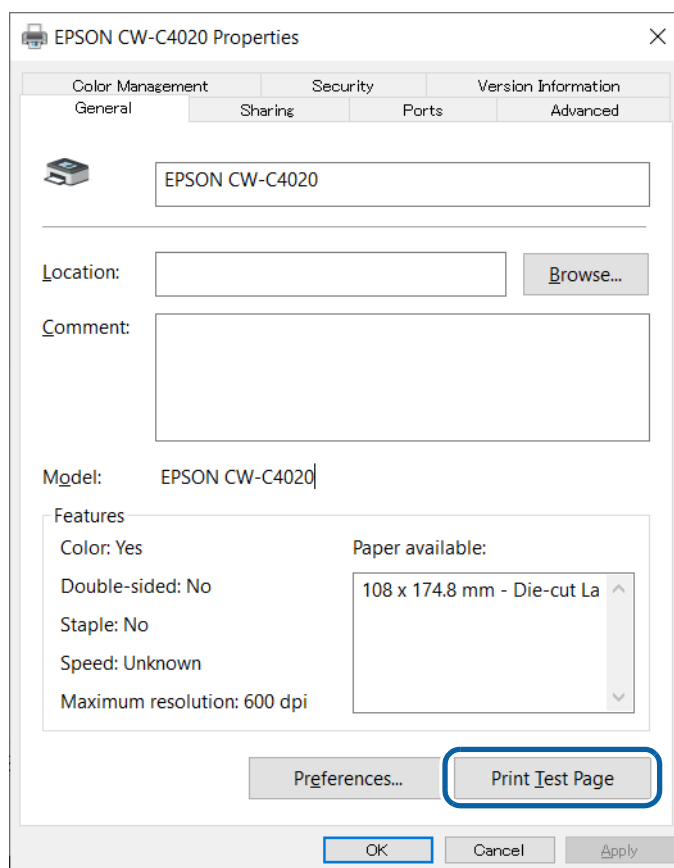 EPSON CW-C4020 Properties
Color Management Security Version Information
General Sharing Ports Advanced
EPSON CW-C4020
Location: Browse...
Comment:
Model: EPSON CW-C4020
Features
Color: Yes Paper available:
Double-sided: No 108 x 174.8 mm - Die-cut La
Staple: No
Speed: Unknown
Maximum resolution: 600 dpi
Preferences... Print Test Page
OK Cancel Apply